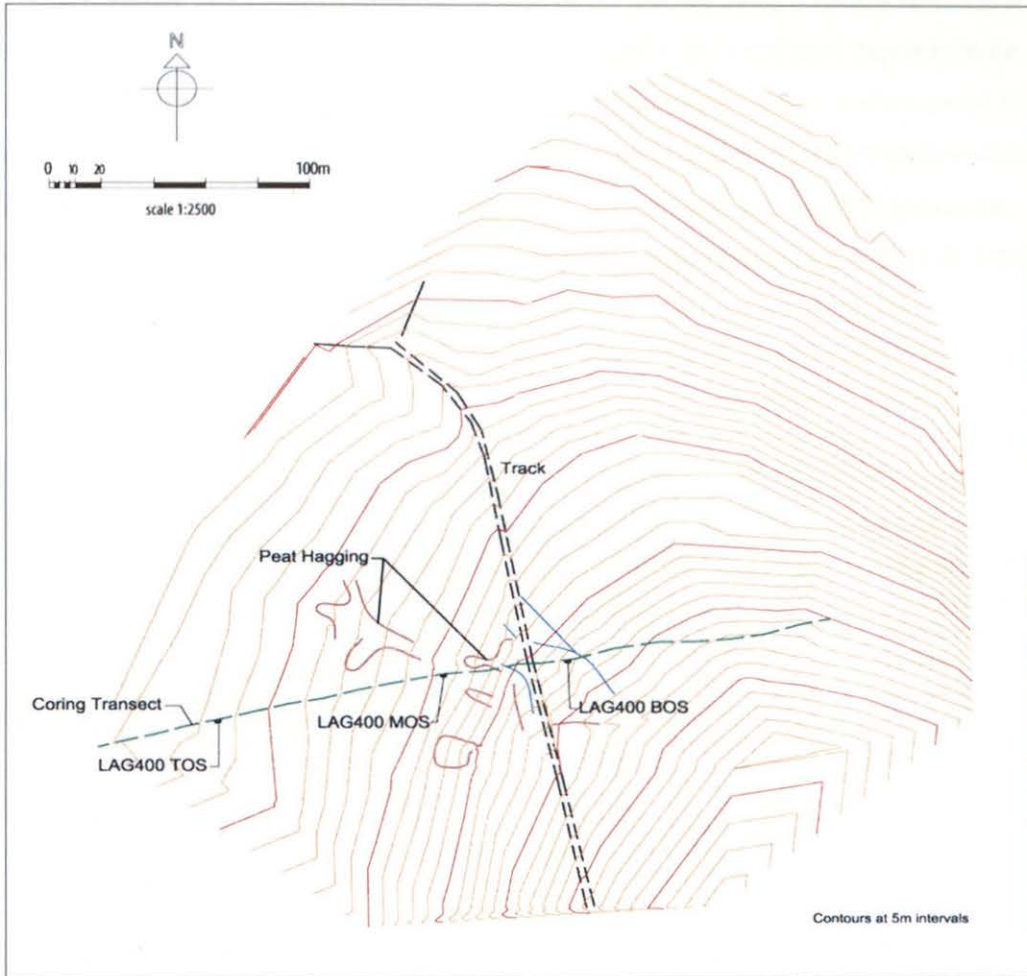 N
0 10 20 100m
scale 1:2500
Track
Peat Hagging
Coring Transect
LAG400 MOS
LAG400 BOS
LAG400 TOS
Contours at 5m intervals